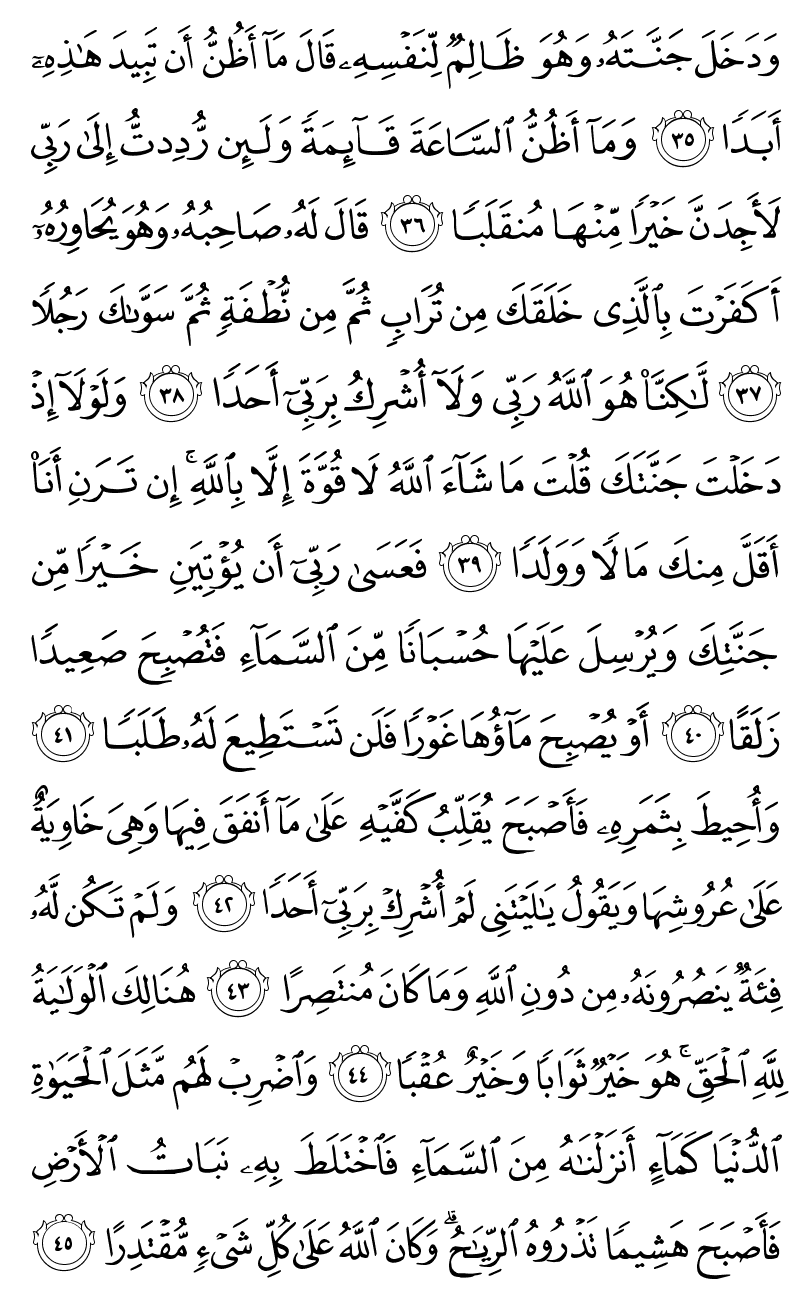 وَدَخَلَ جَنَّتَهُۥ وَهُوَ ظَالِمٌ لِّنَفْسِهِۦ قَالَ مَآ أَظُنُّ أَن تَبِيدَ هَٰذِهِۦٓ
أَبَدًا ٣٥ وَمَآ أَظُنُّ ٱلسَّاعَةَ قَآئِمَةً وَلَئِن رُّدِدتُّ إِلَىٰ رَبِّى
لَأَجِدَنَّ خَيْرًا مِّنْهَا مُنقَلَبًا ٣٦ قَالَ لَهُۥ صَاحِبُهُۥ وَهُوَ يُحَاوِرُهُۥٓ
أَكَفَرْتَ بِٱلَّذِى خَلَقَكَ مِن تُرَابٍ ثُمَّ مِن نُّطْفَةٍ ثُمَّ سَوَّىٰكَ رَجُلًا
٣٧ لَّٰكِنَّا۠ هُوَ ٱللَّهُ رَبِّى وَلَآ أُشْرِكُ بِرَبِّىٓ أَحَدًا ٣٨ وَلَوْلَآ إِذْ
دَخَلْتَ جَنَّتَكَ قُلْتَ مَا شَآءَ ٱللَّهُ لَا قُوَّةَ إِلَّا بِٱللَّهِ ۚ إِن تَرَنِ أَنَا۠
أَقَلَّ مِنكَ مَالًا وَوَلَدًا ٣٩ فَعَسَىٰ رَبِّىٓ أَن يُؤْتِيَنِ خَيْرًا مِّن
جَنَّتِكَ وَيُرْسِلَ عَلَيْهَا حُسْبَانًا مِّنَ ٱلسَّمَآءِ فَتُصْبِحَ صَعِيدًا
زَلَقًا ٤٠ أَوْ يُصْبِحَ مَآؤُهَا غَوْرًا فَلَن تَسْتَطِيعَ لَهُۥ طَلَبًا ٤١
وَأُحِيطَ بِثَمَرِهِۦ فَأَصْبَحَ يُقَلِّبُ كَفَّيْهِ عَلَىٰ مَآ أَنفَقَ فِيهَا وَهِىَ خَاوِيَةٌ
عَلَىٰ عُرُوشِهَا وَيَقُولُ يَٰلَيْتَنِى لَمْ أُشْرِكْ بِرَبِّىٓ أَحَدًا ٤٢ وَلَمْ تَكُن لَّهُۥ
فِئَةٌ يَنصُرُونَهُۥ مِن دُونِ ٱللَّهِ وَمَا كَانَ مُنتَصِرًا ٤٣ هُنَالِكَ ٱلْوَلَٰيَةُ
لِلَّهِ ٱلْحَقِّ ۚ هُوَ خَيْرٌ ثَوَابًا وَخَيْرٌ عُقْبًا ٤٤ وَٱضْرِبْ لَهُم مَّثَلَ ٱلْحَيَوٰةِ
ٱلدُّنْيَا كَمَآءٍ أَنزَلْنَٰهُ مِنَ ٱلسَّمَآءِ فَٱخْتَلَطَ بِهِۦ نَبَاتُ ٱلْأَرْضِ
فَأَصْبَحَ هَشِيمًا تَذْرُوهُ ٱلرِّيَٰحُ ۗ وَكَانَ ٱللَّهُ عَلَىٰ كُلِّ شَىْءٍ مُّقْتَدِرًا ٤٥